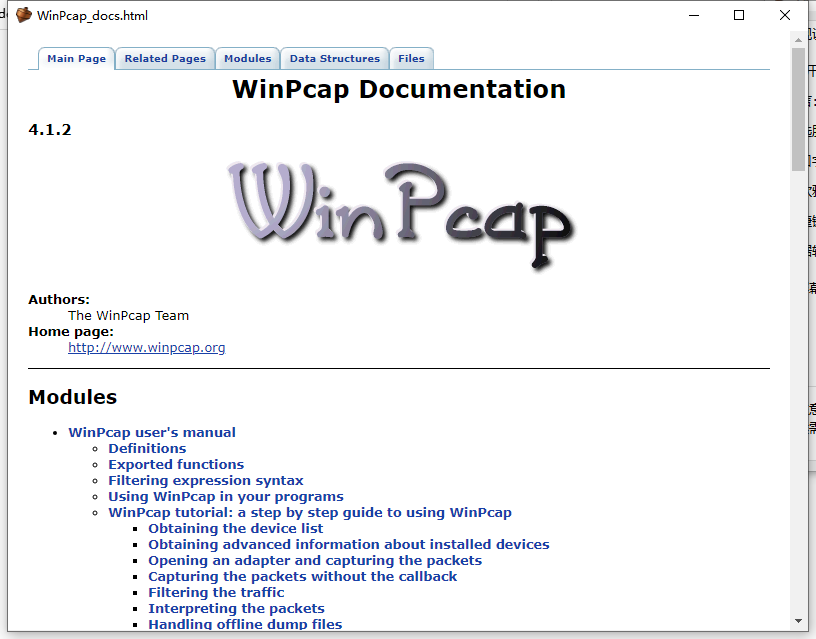 WinPcap_docs.html
Main Page Related Pages Modules Data Structures Files
WinPcap Documentation
4.1.2
WinPcap
Authors:
The WinPcap Team
Home page:
http://www.winpcap.org
Modules
WinPcap user's manual
Definitions
Exported functions
Filtering expression syntax
Using WinPcap in your programs
WinPcap tutorial: a step by step guide to using WinPcap
Obtaining the device list
Obtaining advanced information about installed devices
Opening an adapter and capturing the packets
Capturing the packets without the callback
Filtering the traffic
Interpreting the packets
Handling offline dump files